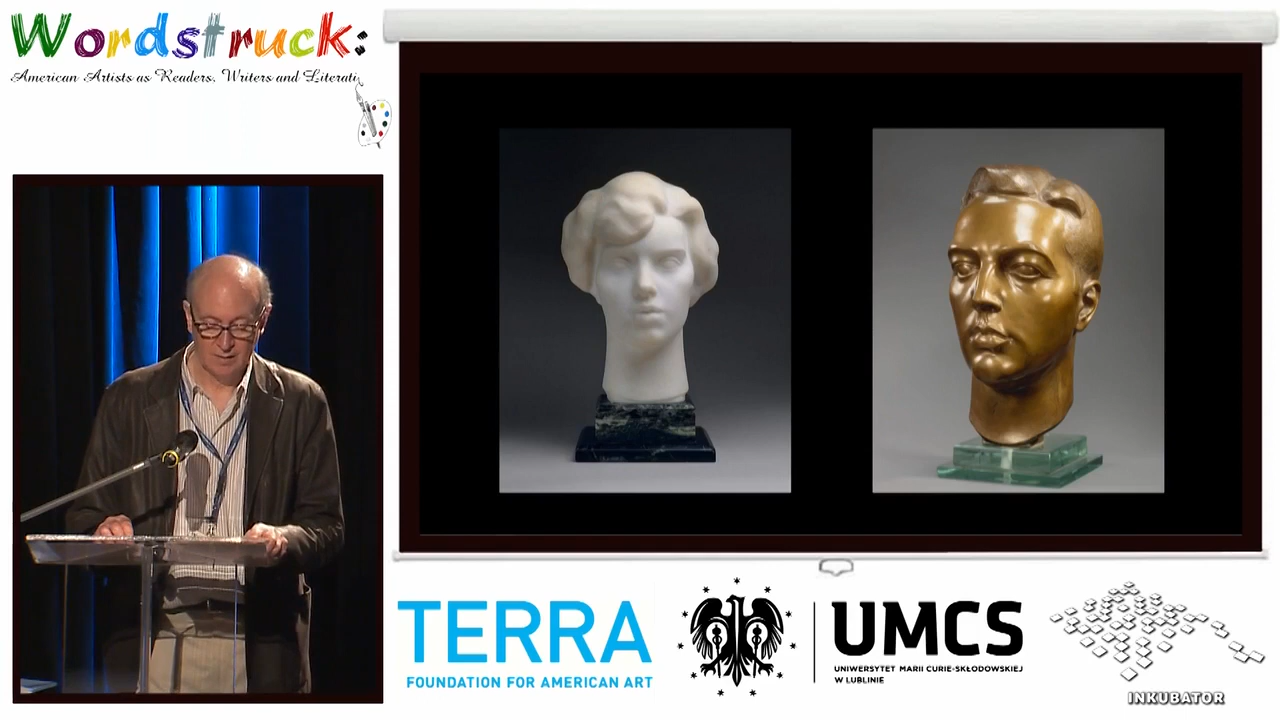 Wordstruck:
American Artists as Readers, Writers and Literati
TERRA
FOUNDATION FOR AMERICAN ART
UMCS
UNIWERSYTET MARII CURIE-SKŁODOWSKIEJ
W LUBLINIE
INKUBATOR